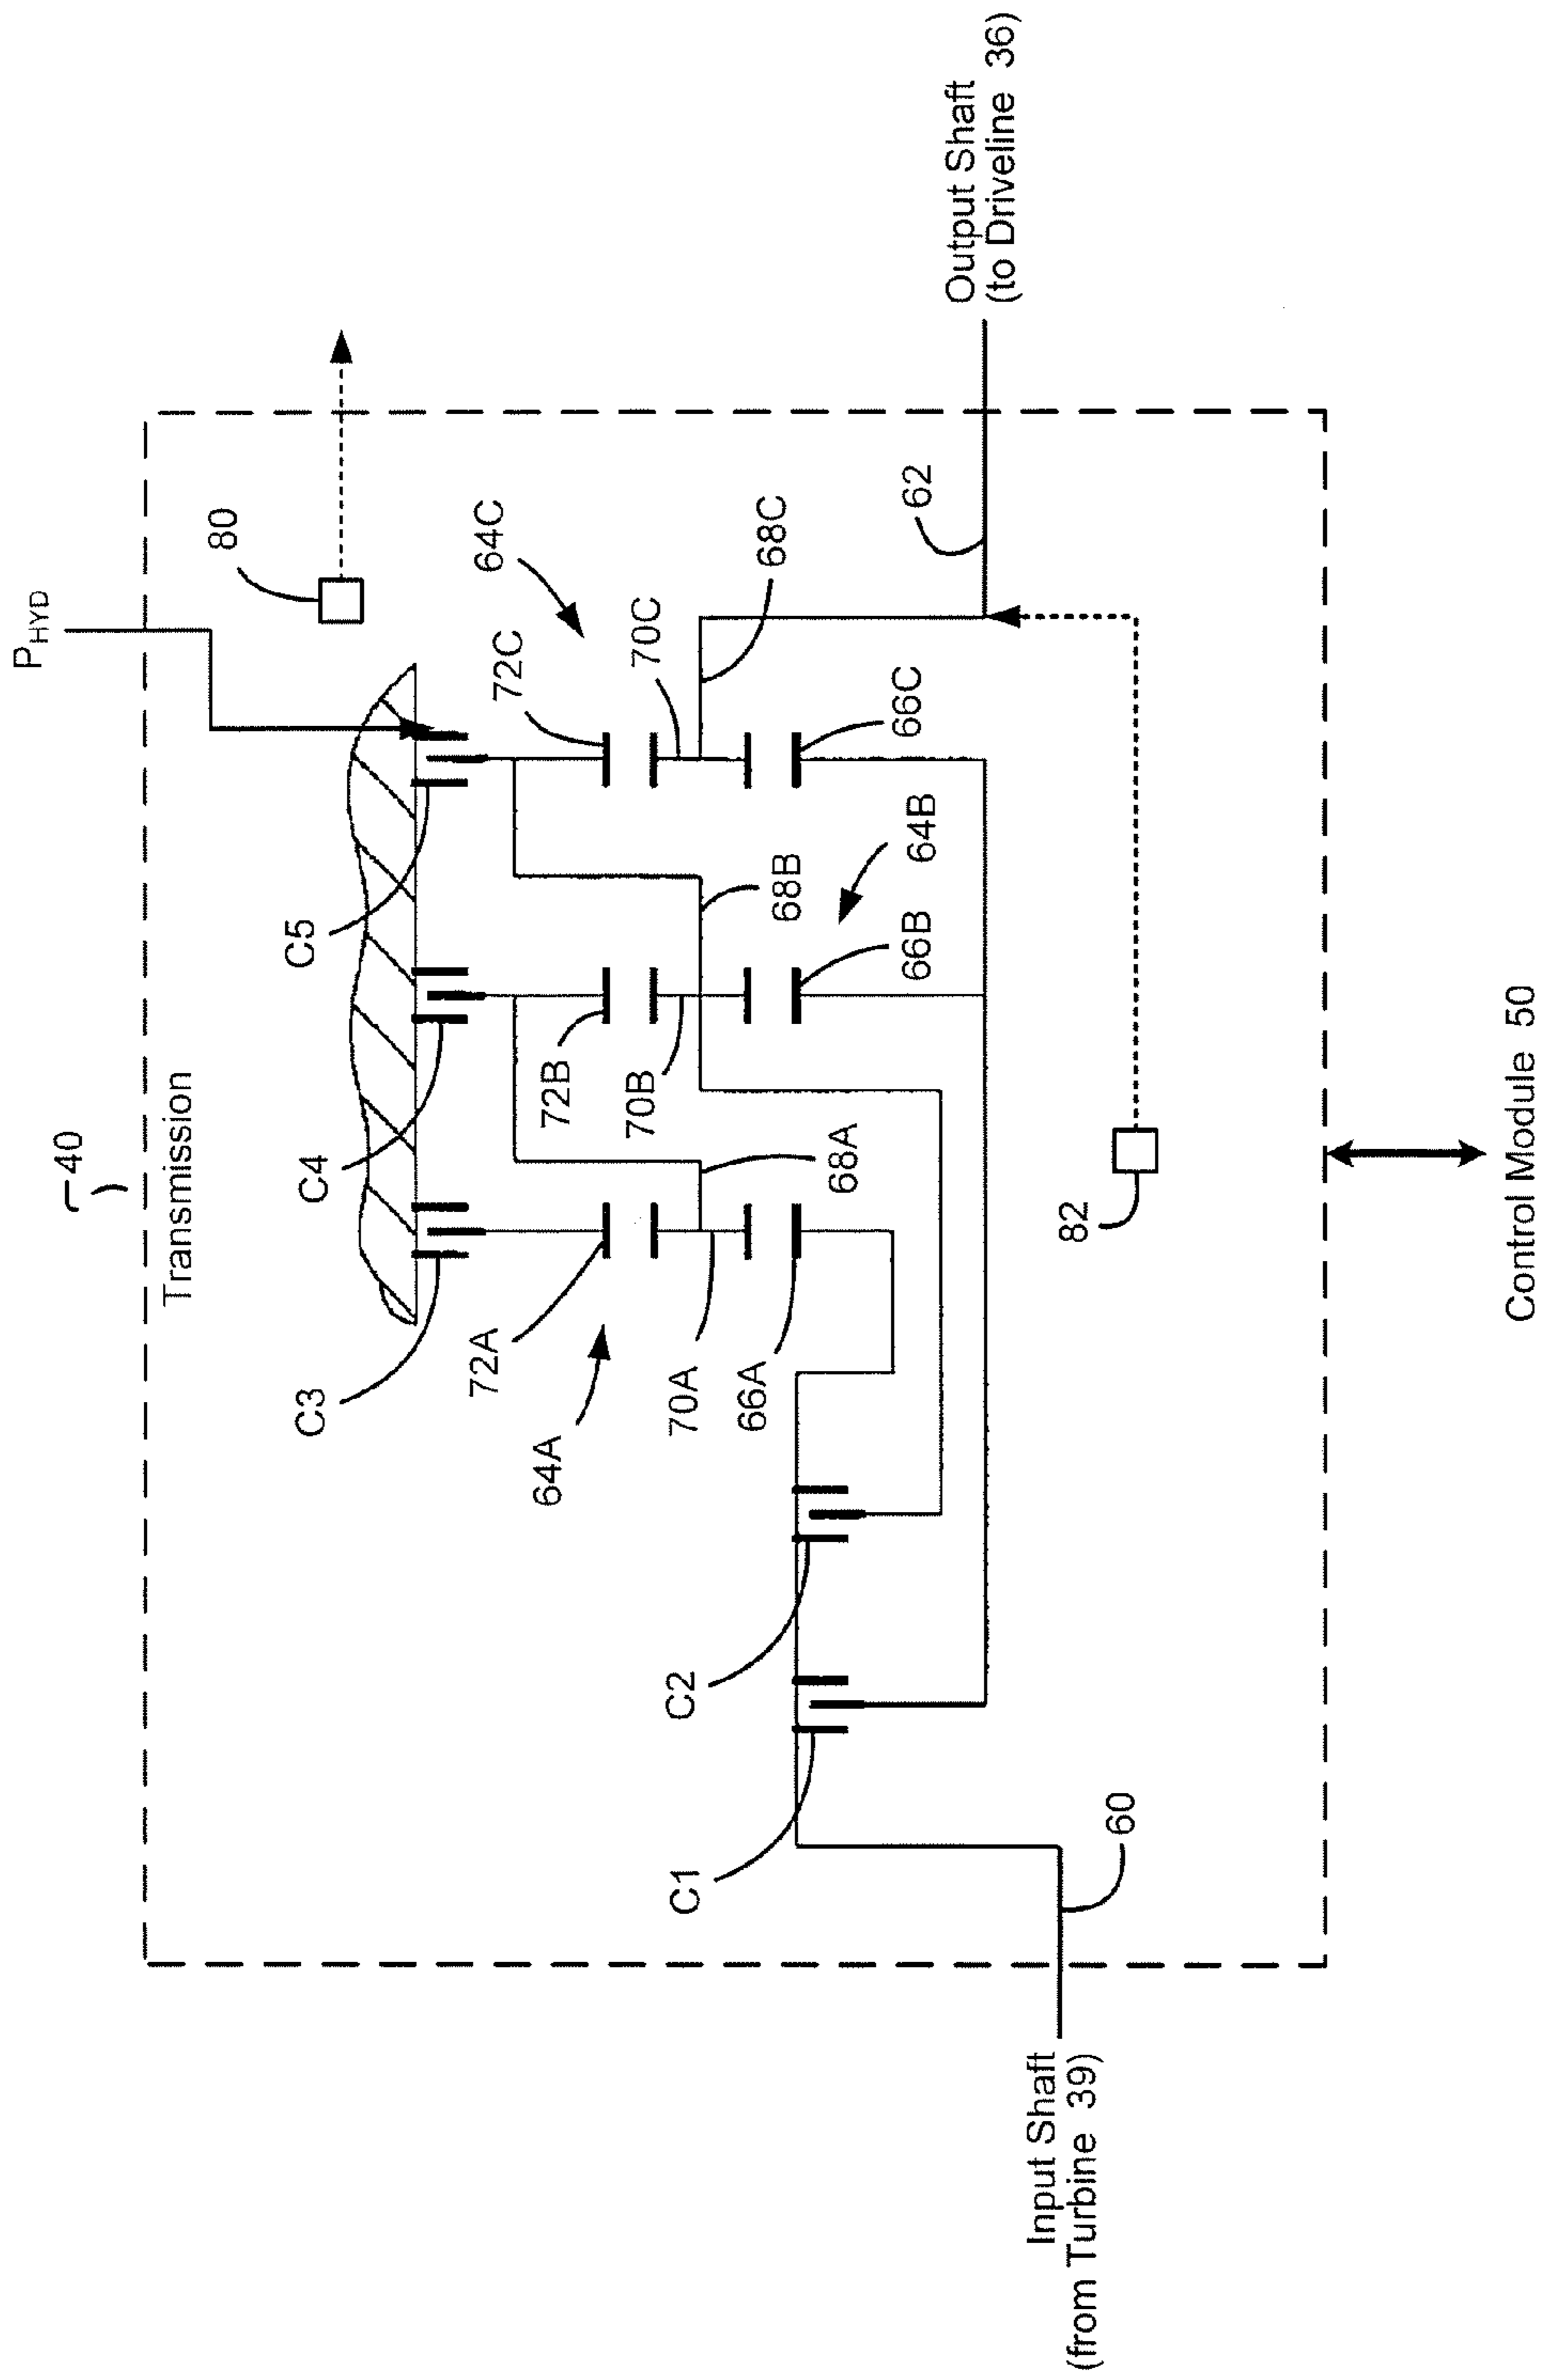 P HYD
40
Transmission
80
C5
C4
C3
64C
72C
70C
68C
62
Output Shaft
(to Driveline 36)
66C
64B
68B
66B
72B
70B
68A
72A
64A
70A
66A
C2
C1
82
60
Input Shaft
(from Turbine 39)
Control Module 50